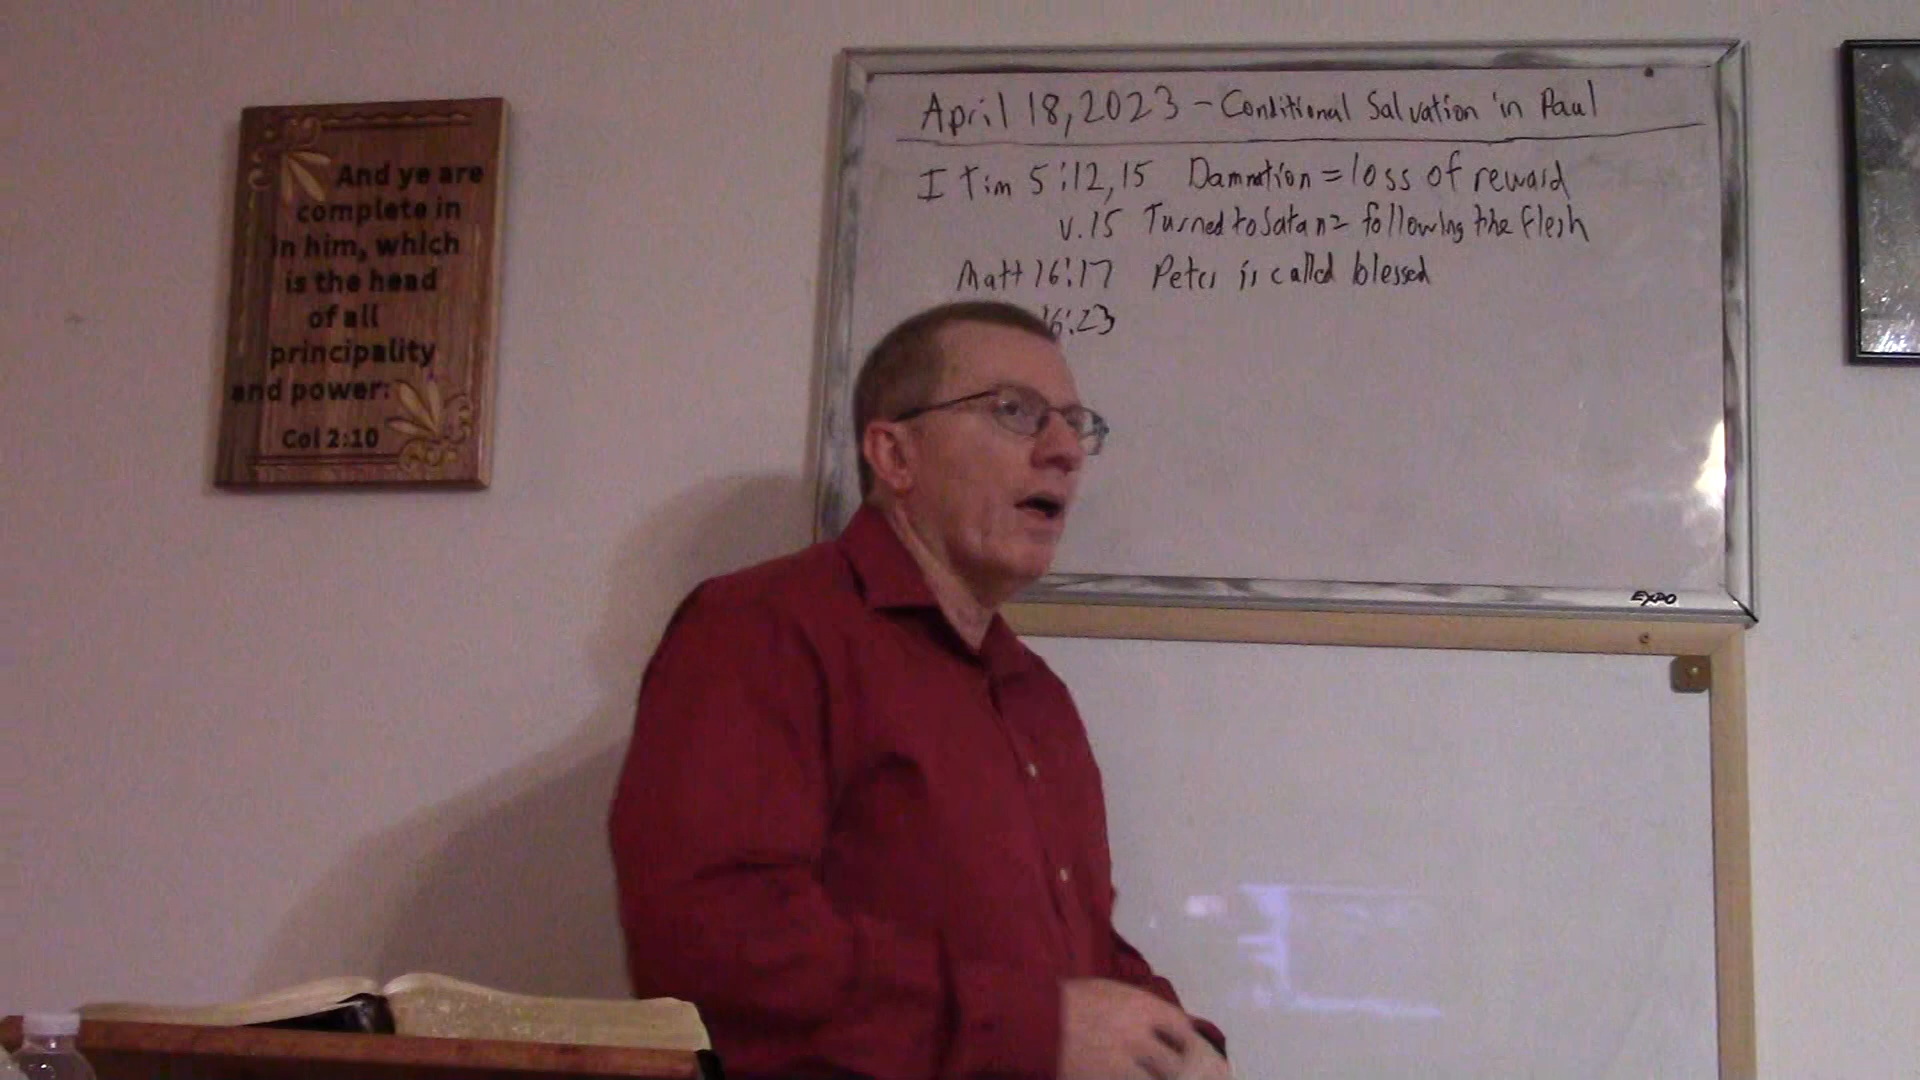 And ye are
complete in
in him, which
is the head
of all
principality
and power:
Col 2:10
April 18, 2023 - Conditional Salvation in Paul
I Tim 5:12,15 Damnation = loss of reward
v.15 Turned to Satan = following the flesh
Matt 16:17 Peter is called blessed
16:23
EXPO